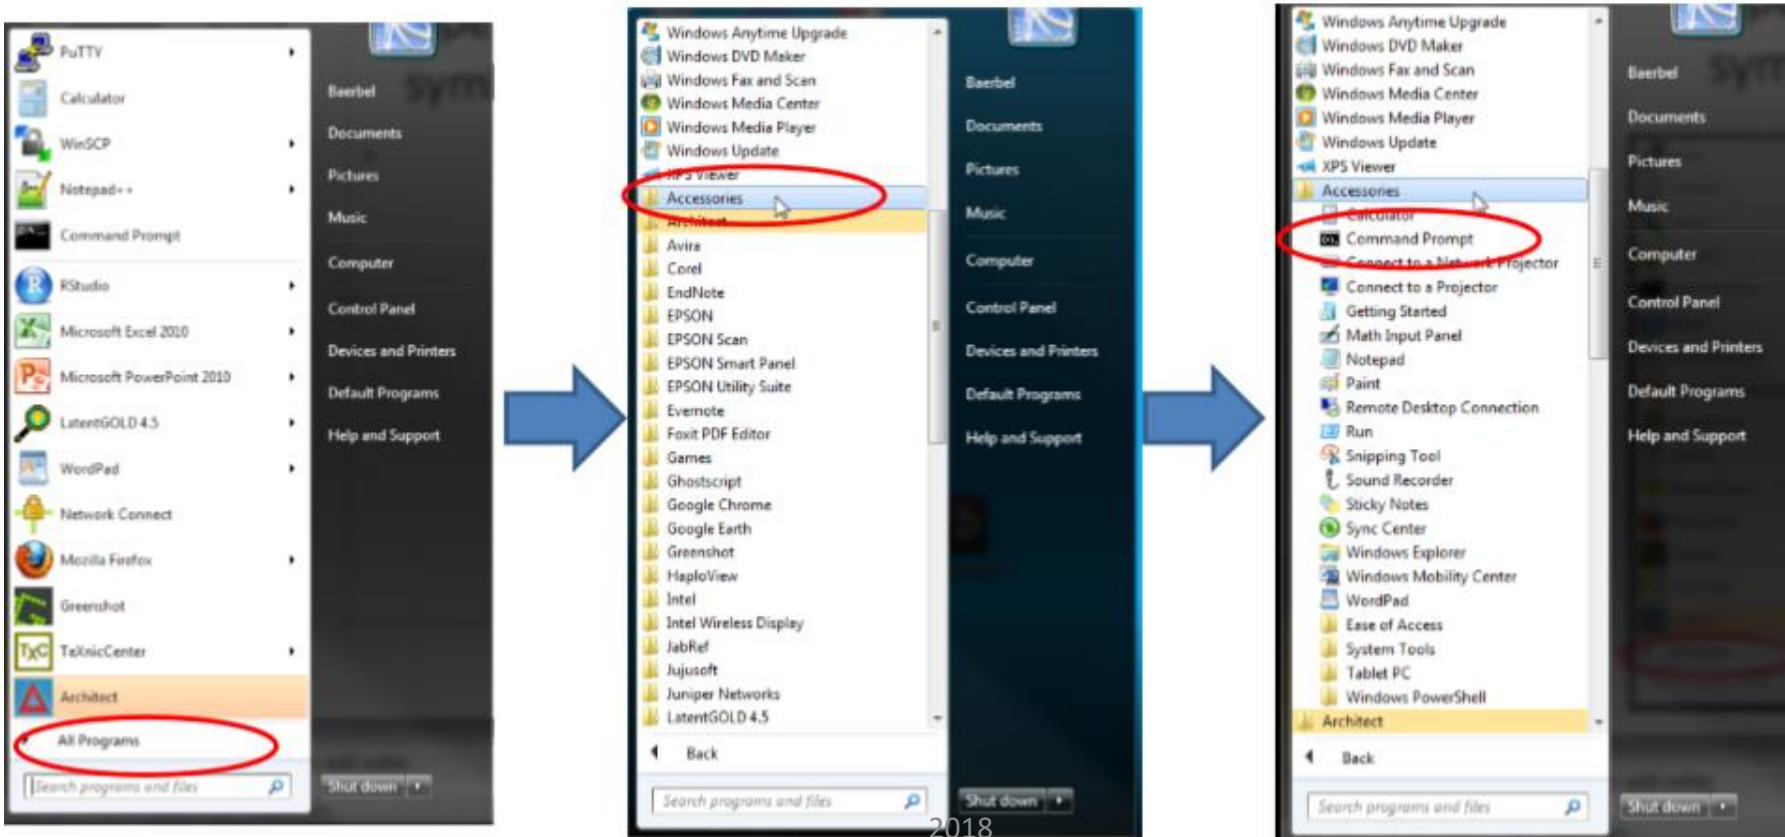 PuTTY
Calculator
WinSCP
Notepad++
Command Prompt
RStudio
Microsoft Excel 2010
Microsoft PowerPoint 2010
LatentGOLD 4.5
WordPad
Network Connect
Mozilla Firefox
Greenshot
TeXnicCenter
Architect
All Programs
Search programs and files
Baerbel
Documents
Pictures
Music
Computer
Control Panel
Devices and Printers
Default Programs
Help and Support
Shut down
Windows Anytime Upgrade
Windows DVD Maker
Windows Fax and Scan
Windows Media Center
Windows Media Player
Windows Update
XPS Viewer
Accessories
Architect
Avira
Corel
EndNote
EPSON
EPSON Scan
EPSON Smart Panel
EPSON Utility Suite
Evernote
Foxit PDF Editor
Games
Ghostscript
Google Chrome
Google Earth
Greenshot
HaploView
Intel
Intel Wireless Display
JabRef
Jujusoft
Juniper Networks
LatentGOLD 4.5
Back
Search programs and files
Baerbel
Documents
Pictures
Music
Computer
Control Panel
Devices and Printers
Default Programs
Help and Support
Shut down
2018
Windows Anytime Upgrade
Windows DVD Maker
Windows Fax and Scan
Windows Media Center
Windows Media Player
Windows Update
XPS Viewer
Accessories
Calculator
Command Prompt
Connect to a Network Projector
Connect to a Projector
Getting Started
Math Input Panel
Notepad
Paint
Remote Desktop Connection
Run
Snipping Tool
Sound Recorder
Sticky Notes
Sync Center
Windows Explorer
Windows Mobility Center
WordPad
Ease of Access
System Tools
Tablet PC
Windows PowerShell
Architect
Back
Search programs and files
Baerbel
Documents
Pictures
Music
Computer
Control Panel
Devices and Printers
Default Programs
Help and Support
Shut down